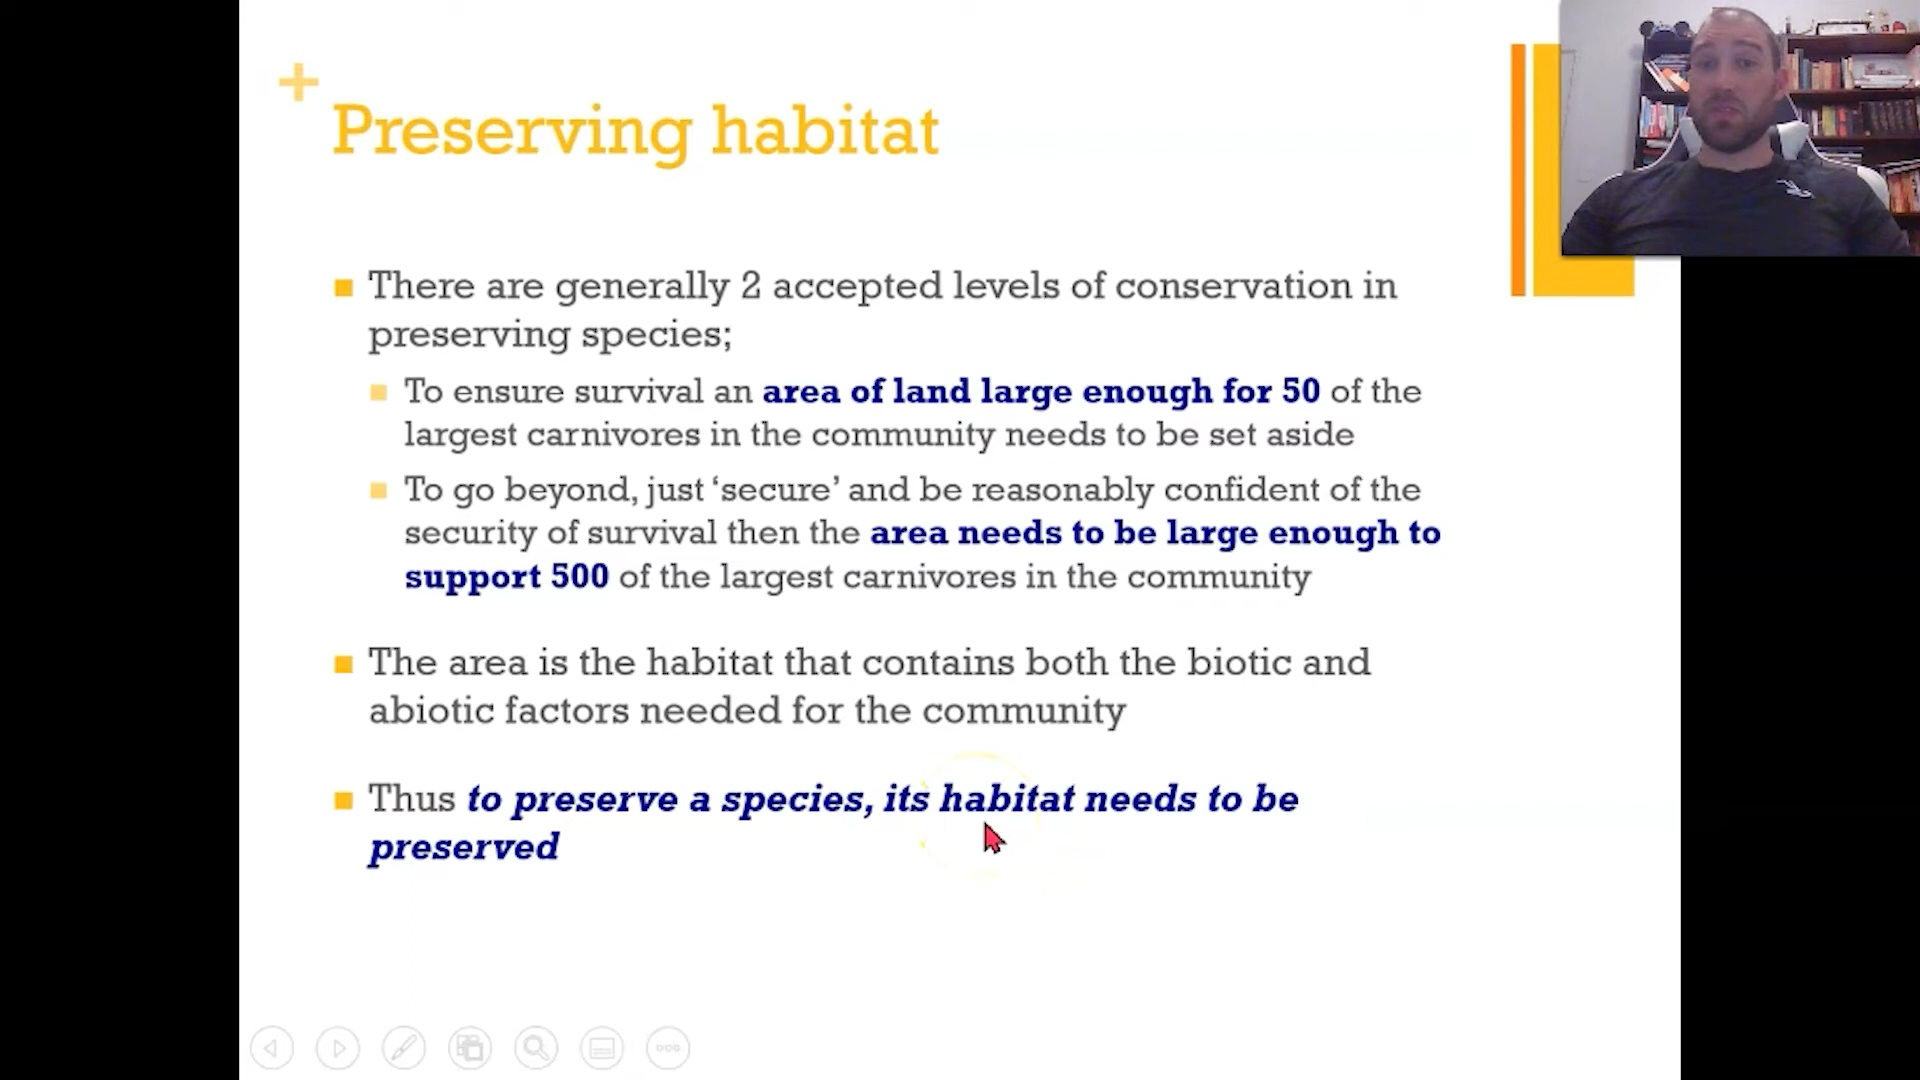 +
Preserving habitat
There are generally 2 accepted levels of conservation in
preserving species;
To ensure survival an area of land large enough for 50 of the
largest carnivores in the community needs to be set aside
To go beyond, just ‘secure’ and be reasonably confident of the
security of survival then the area needs to be large enough to
support 500 of the largest carnivores in the community
The area is the habitat that contains both the biotic and
abiotic factors needed for the community
Thus to preserve a species, its habitat needs to be
preserved